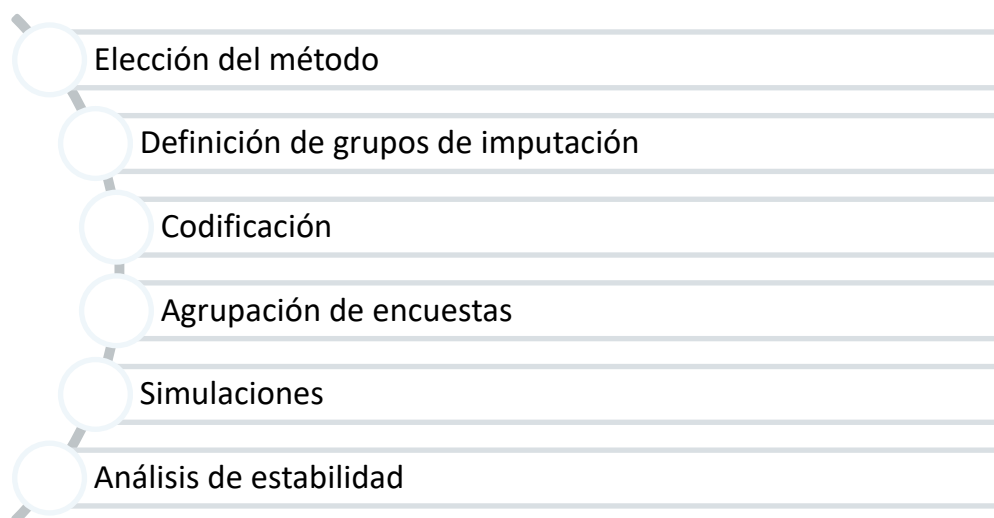 Elección del método
Definición de grupos de imputación
Codificación
Agrupación de encuestas
Simulaciones
Análisis de estabilidad